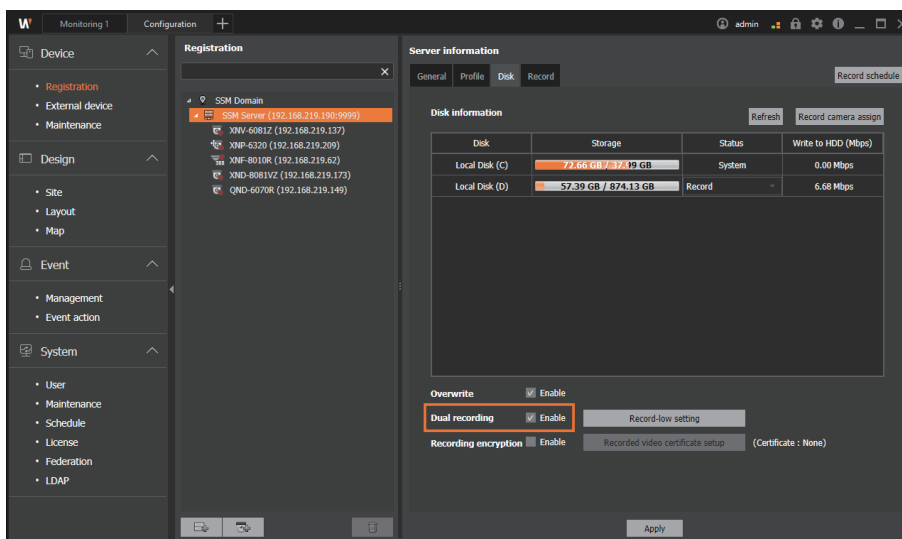 Monitoring 1
Configuration
admin
Device
Registration
External device
Maintenance
Design
Site
Layout
Map
Event
Management
Event action
System
User
Maintenance
Schedule
License
Federation
LDAP
Registration
SSM Domain
SSM Server (192.168.219.190:9999)
XNV-6081Z (192.168.219.137)
XNP-6320 (192.168.219.209)
XNF-8010R (192.168.219.62)
XND-8081VZ (192.168.219.173)
QND-6070R (192.168.219.149)
Server information
General Profile Disk Record
Record schedule
Disk information
Refresh
Record camera assign
Disk Storage Status Write to HDD (Mbps)
Local Disk (C) 72.66 GB / 37.99 GB System 0.00 Mbps
Local Disk (D) 57.39 GB / 874.13 GB Record 6.68 Mbps
Overwrite Enable
Dual recording Enable Record-low setting
Recording encryption Enable Recorded video certificate setup (Certificate : None)
Apply